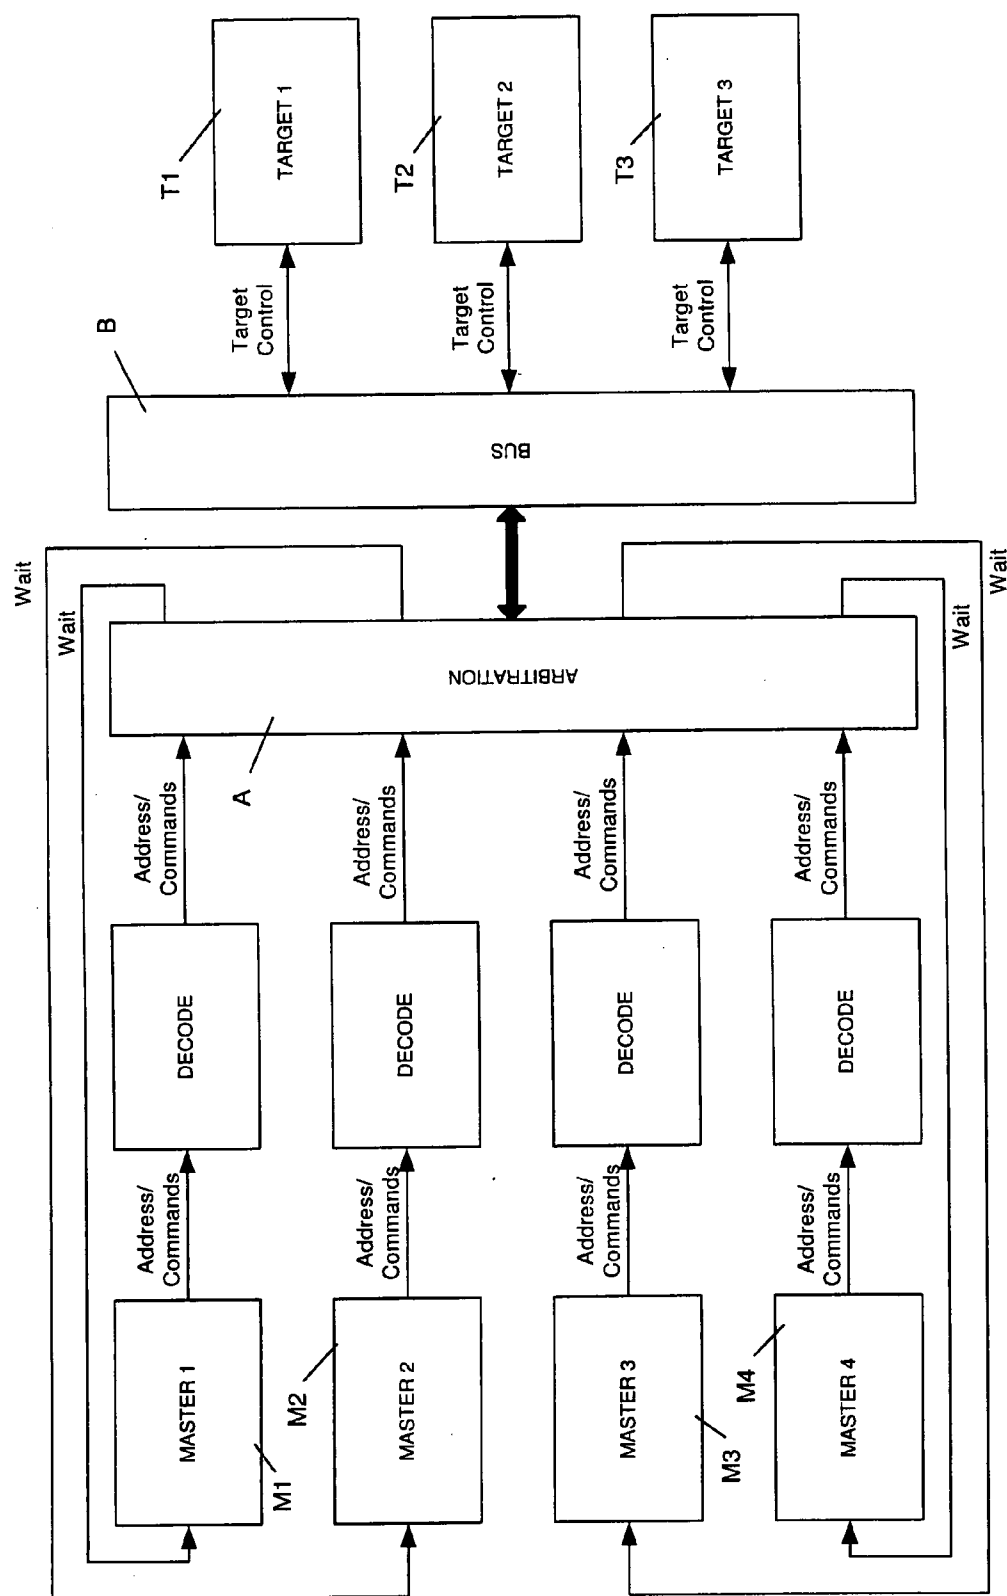 MASTER 1
M1
Address/
Commands
DECODE
Address/
Commands
Wait
Wait
MASTER 2
M2
Address/
Commands
DECODE
Address/
Commands
MASTER 3
M3
Address/
Commands
DECODE
Address/
Commands
MASTER 4
M4
Address/
Commands
DECODE
Address/
Commands
Wait
Wait
A
ARBITRATION
B
BUS
Target
Control
T1
TARGET 1
Target
Control
T2
TARGET 2
Target
Control
T3
TARGET 3